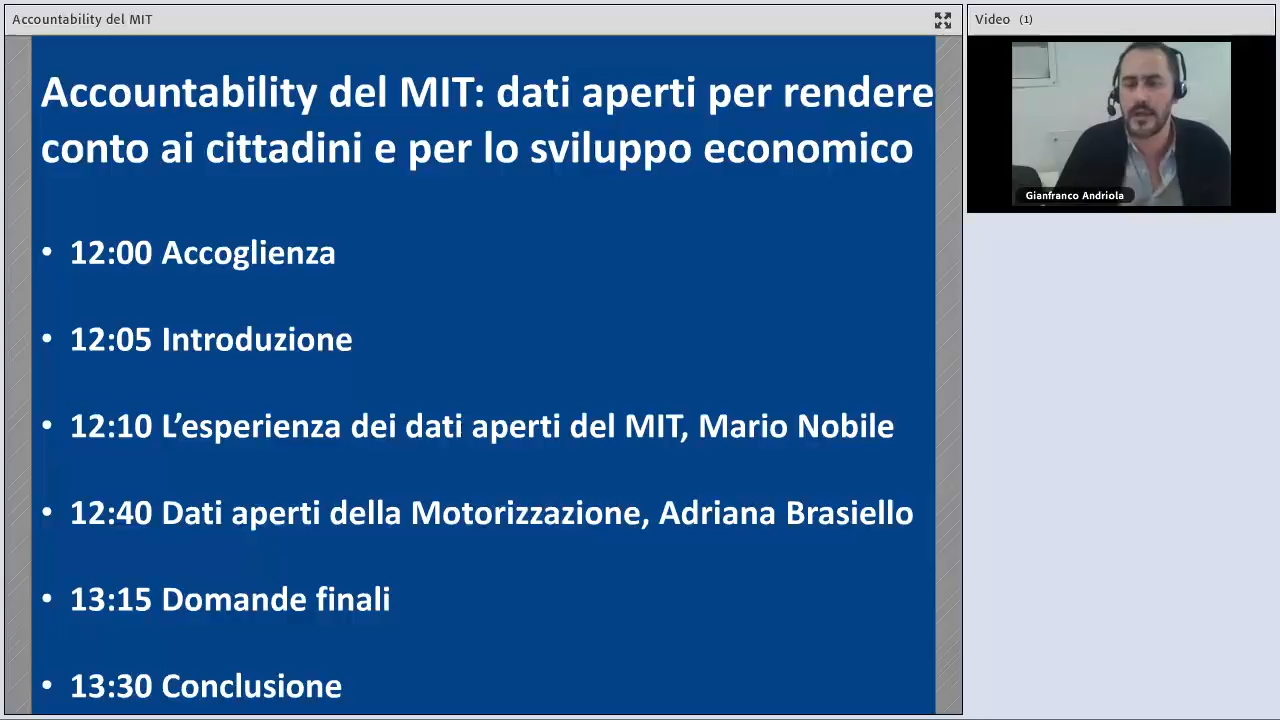 Accountability del MIT
Video (1)
Accountability del MIT: dati aperti per rendere
conto ai cittadini e per lo sviluppo economico
• 12:00 Accoglienza
• 12:05 Introduzione
• 12:10 L’esperienza dei dati aperti del MIT, Mario Nobile
• 12:40 Dati aperti della Motorizzazione, Adriana Brasiello
• 13:15 Domande finali
• 13:30 Conclusione
Gianfranco Andriola